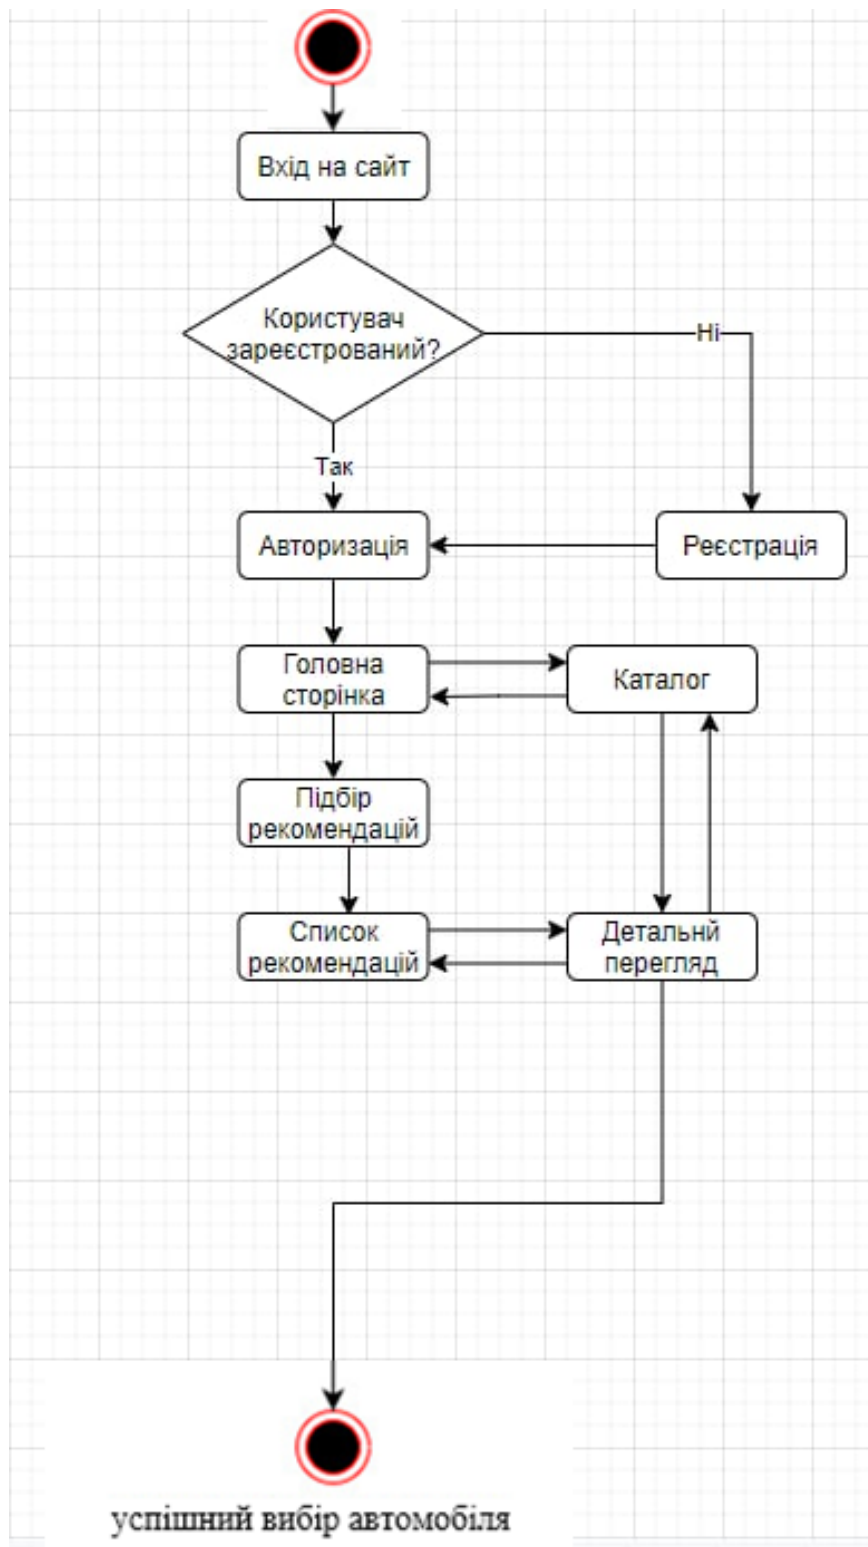 Вхід на сайт
Користувач
зареєстрований?
Ні
Так
Авторизація
Реєстрація
Головна
сторінка
Каталог
Підбір
рекомендацій
Список
рекомендацій
Детальнй
перегляд
успішний вибір автомобіля